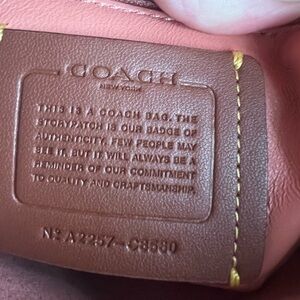 COACH
NEW YORK
THIS IS A COACH BAG. THE
STORYPATCH IS OUR BADGE OF
AUTHENTICITY. FEW PEOPLE MAY
SEE IT, BUT IT WILL ALWAYS BE A
REMINDER OF OUR COMMITMENT
TO QUALITY AND CRAFTSMANSHIP.
Nº A2257-C8680